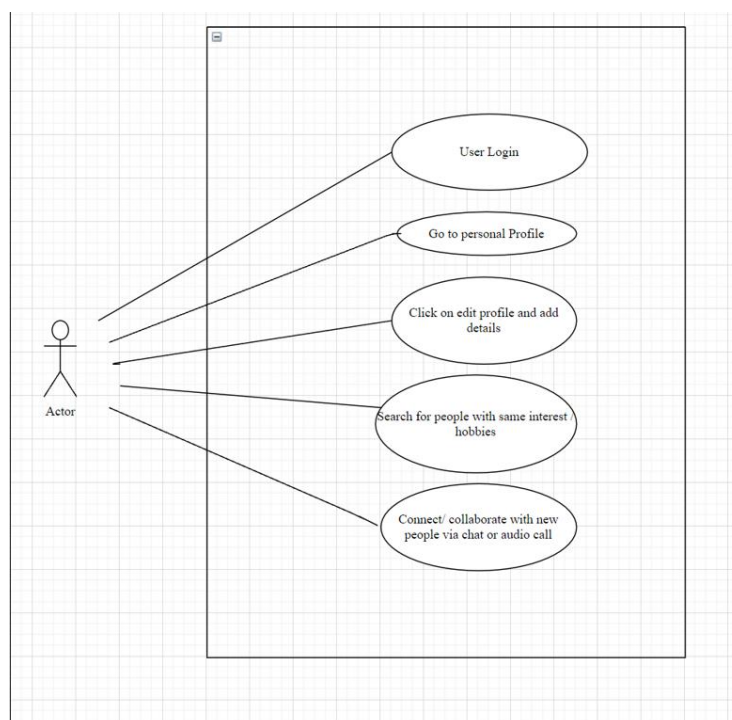 User Login
Go to personal Profile
Click on edit profile and add
details
Actor
Search for people with same interest /
hobbies
Connect/ collaborate with new
people via chat or audio call